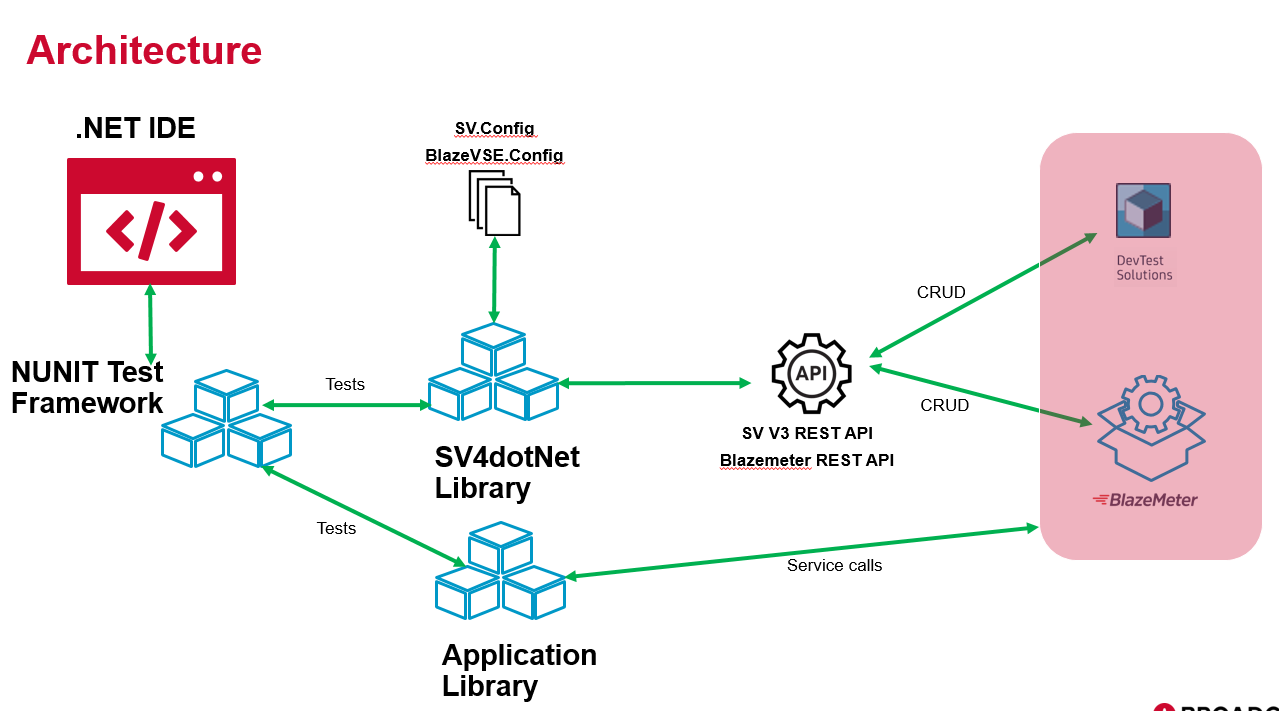 Architecture
.NET IDE
SV.Config
BlazeVSE.Config
</>
DevTest
Solutions
CRUD
NUNIT Test
Framework
Tests
API
CRUD
SV V3 REST API
Blazemeter REST API
SV4dotNet
Library
BlazeMeter
Tests
Service calls
Application
Library